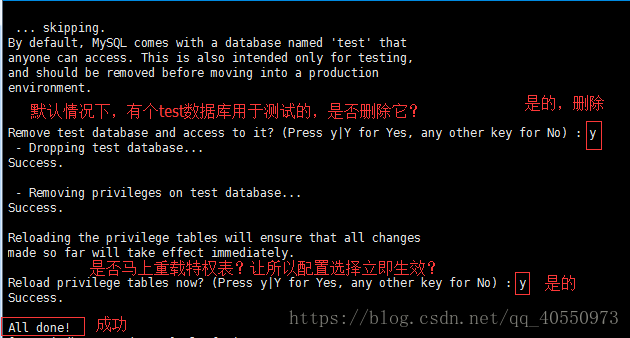 ... skipping.
By default, MySQL comes with a database named 'test' that
anyone can access. This is also intended only for testing,
and should be removed before moving into a production
environment.
默认情况下，有个test数据库用于测试的，是否删除它？
是的，删除
Remove test database and access to it? (Press y|Y for Yes, any other key for No) : y
- Dropping test database...
Success.
- Removing privileges on test database...
Success.
Reloading the privilege tables will ensure that all changes
made so far will take effect immediately.
是否马上重载特权表？让所以配置选择立即生效？
Reload privilege tables now? (Press y|Y for Yes, any other key for No) : y
是的
Success.
All done!
成功
https://blog.csdn.net/qq_40550973